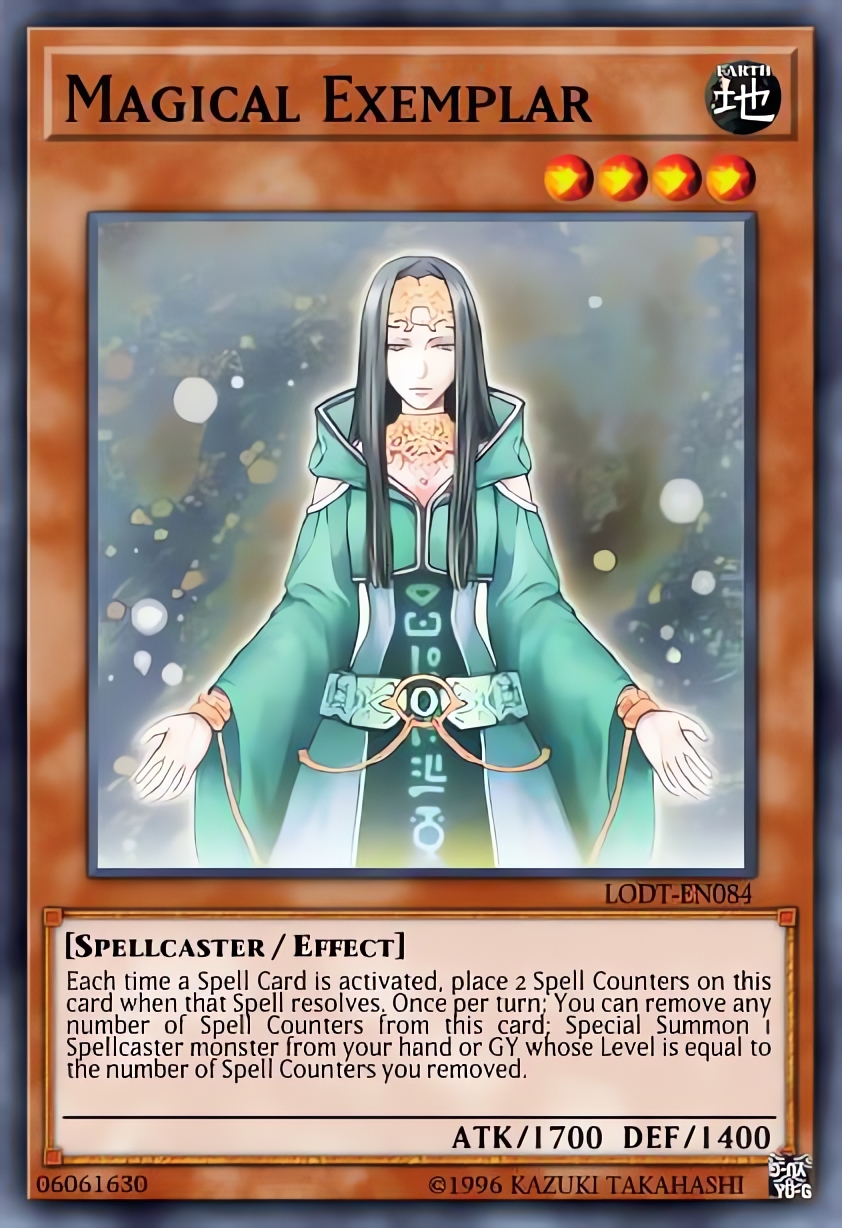 MAGICAL EXEMPLAR
EARTH
地
LODT-EN084
[SPELLCASTER / EFFECT]
Each time a Spell Card is activated, place 2 Spell Counters on this
card when that Spell resolves. Once per turn: You can remove any
number of Spell Counters from this card; Special Summon 1
Spellcaster monster from your hand or GY whose Level is equal to
the number of Spell Counters you removed.
ATK/1700 DEF/1400
06061630
©1996 KAZUKI TAKAHASHI